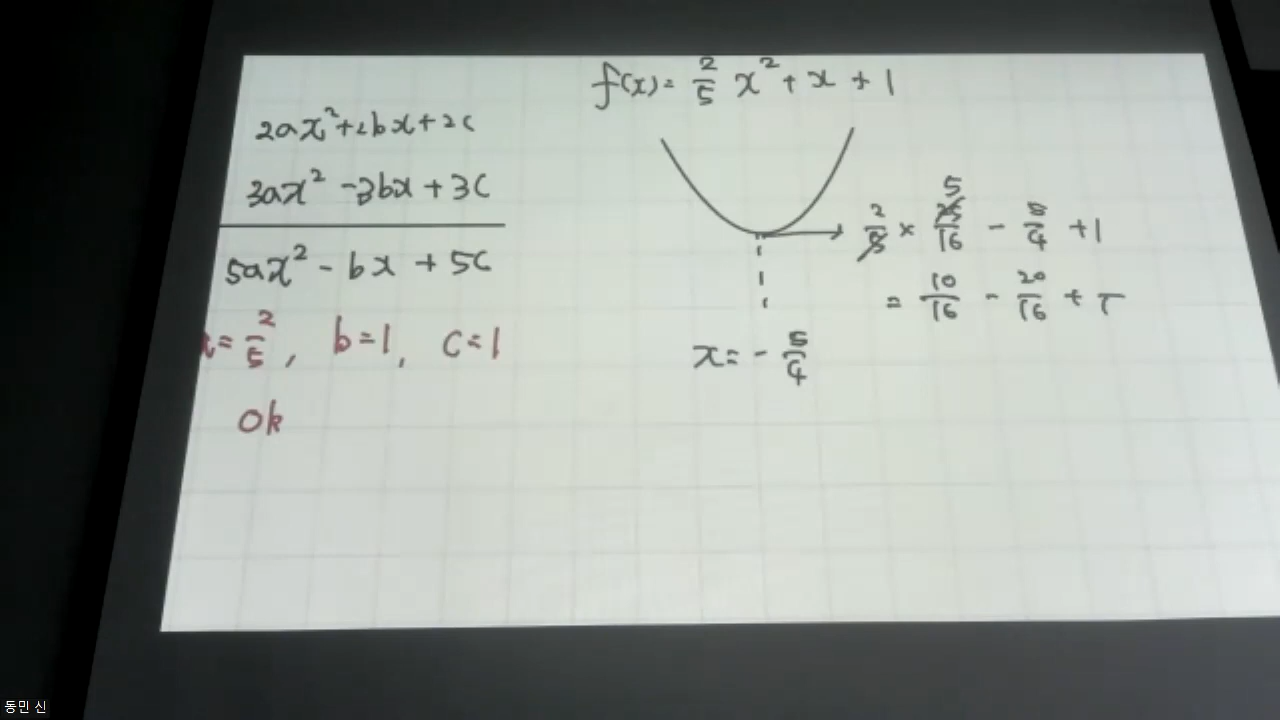 2ax²+2bx+2c
3ax² -3bx+3c
5ax² - bx + 5c
a = 2/5, b=1, c=1
Ok
f(x)= 2/5 x² + x + 1
2/5 × 25/16 - 5/4 +1
5
= 10/16 - 20/16 +
x= - 5/4
동민 신